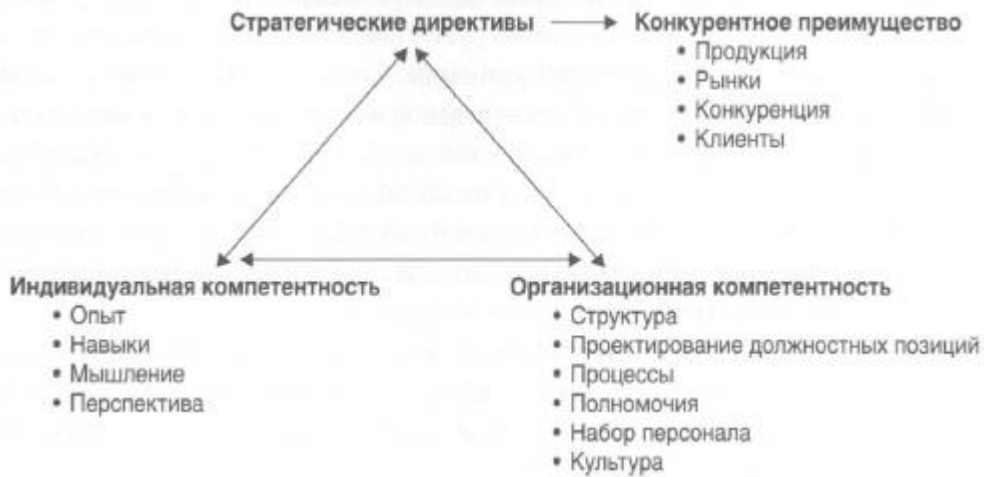 Стратегические директивы
Конкурентное преимущество
• Продукция
• Рынки
• Конкуренция
• Клиенты
Индивидуальная компетентность
• Опыт
• Навыки
• Мышление
• Перспектива
Организационная компетентность
• Структура
• Проектирование должностных позиций
• Процессы
• Полномочия
• Набор персонала
• Культура